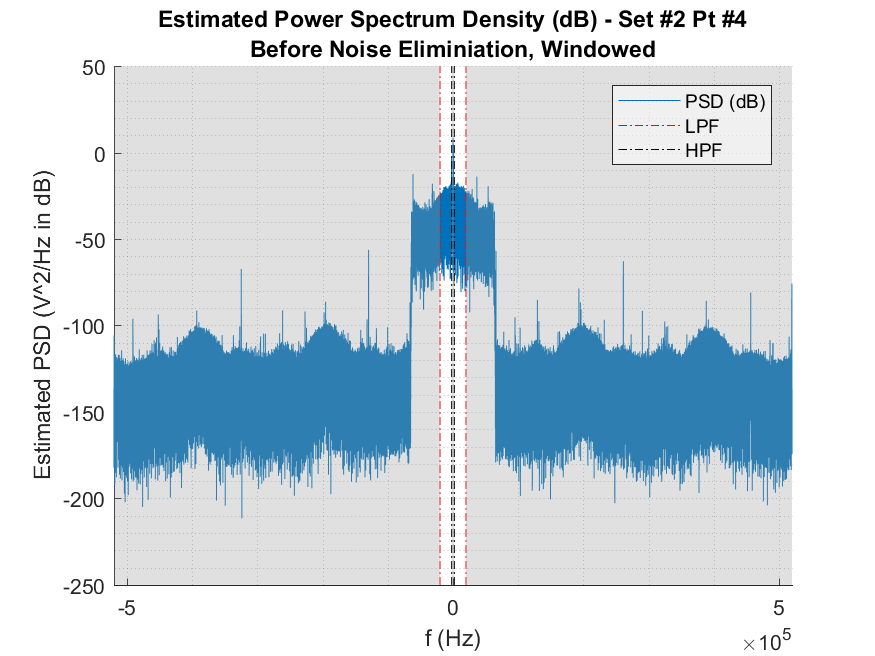 Estimated Power Spectrum Density (dB) - Set #2 Pt #4
Before Noise Eliminiation, Windowed
50
0
-50
-100
-150
-200
-250
Estimated PSD (V^2/Hz in dB)
PSD (dB)
LPF
HPF
-5
0
5
f (Hz)
×10^5